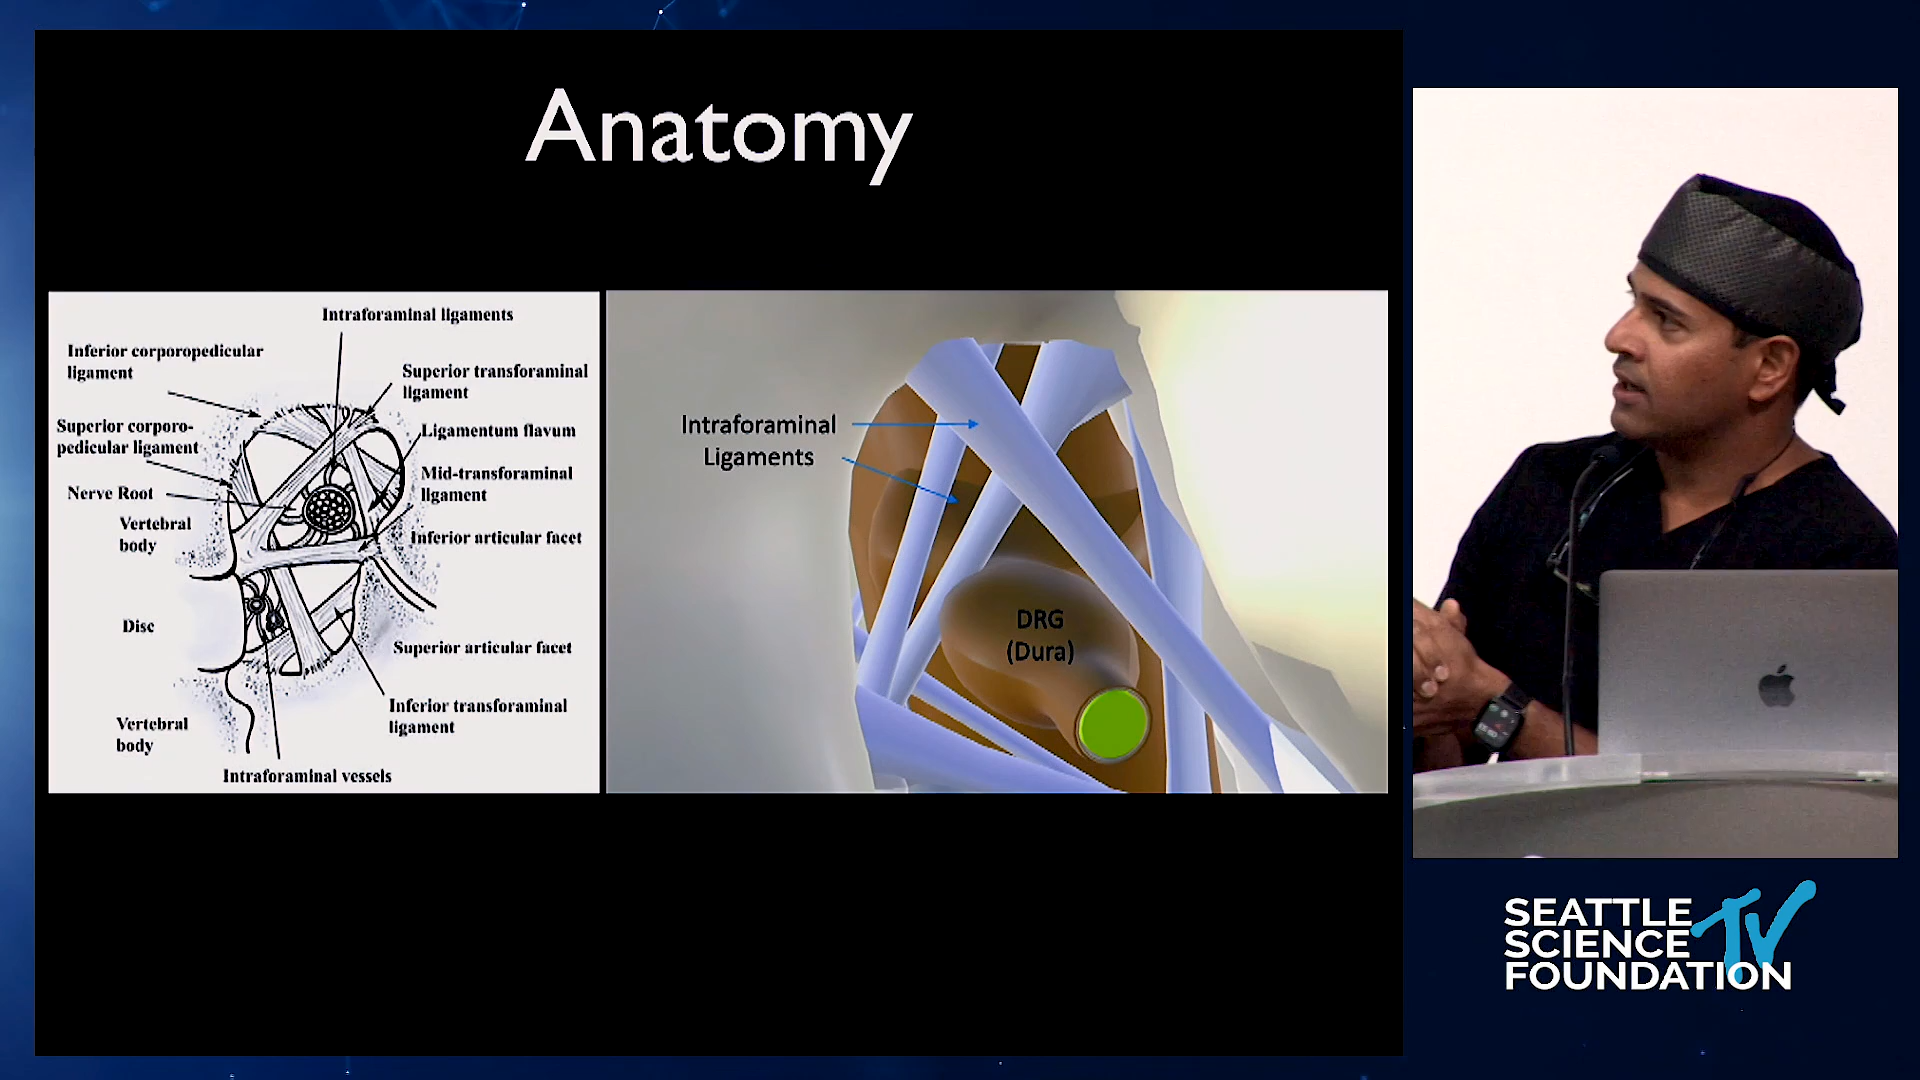 Anatomy
Intraforaminal ligaments
Inferior corporopedicular
ligament
Superior transforaminal
ligament
Superior corporo-
pedicular ligament
Ligamentum flavum
Mid-transforaminal
ligament
Nerve Root
Vertebral
body
Inferior articular facet
Disc
Superior articular facet
Inferior transforaminal
ligament
Vertebral
body
Intraforaminal vessels
Intraforaminal
Ligaments
DRG
(Dura)
SEATTLE
SCIENCE
FOUNDATION
TV